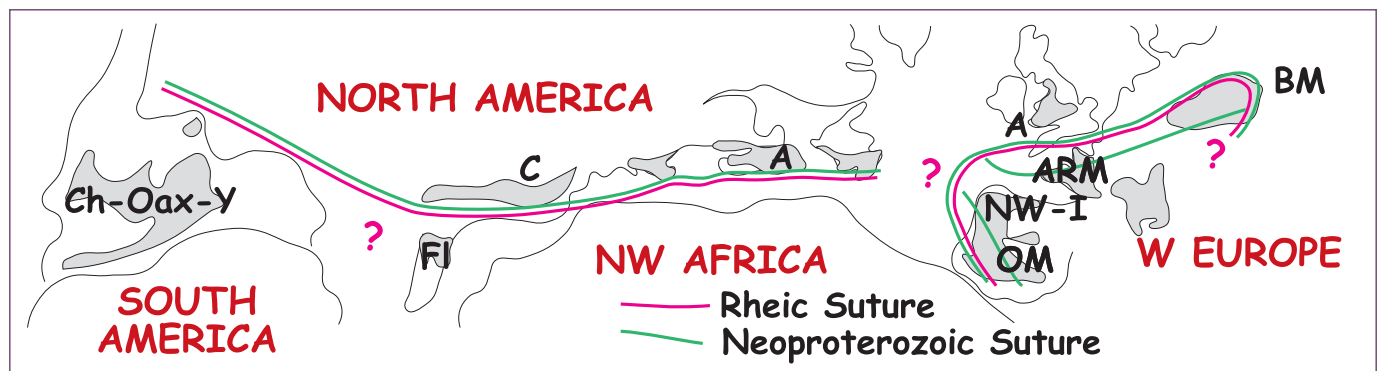 BM
NORTH AMERICA
A
C
A
?
?
ARM
Ch-Oax-Y
NW-I
?
Fl
W EUROPE
NW AFRICA
OM
SOUTH
AMERICA
Rheic Suture
Neoproterozoic Suture